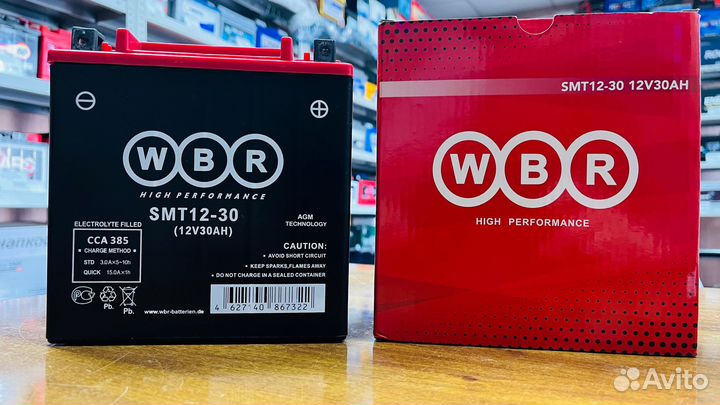 WBR
HIGH PERFORMANCE
SMT12-30
(12V30AH)
ELECTROLYTE FILLED
CCA 385
CHARGE METHOD
STD 3.0A×5~10h
QUICK 15.0A×1h
AGM
TECHNOLOGY
CAUTION:
AVOID SHORT CIRCUIT
KEEP SPARKS,FLAMES AWAY
DO NOT CHARGE IN A SEALED CONTAINER
Pb.
Pb.
www.wbr-batterien.de
4 627140 867322
SMT12-30 12V30AH
WBR
HIGH PERFORMANCE
Avito